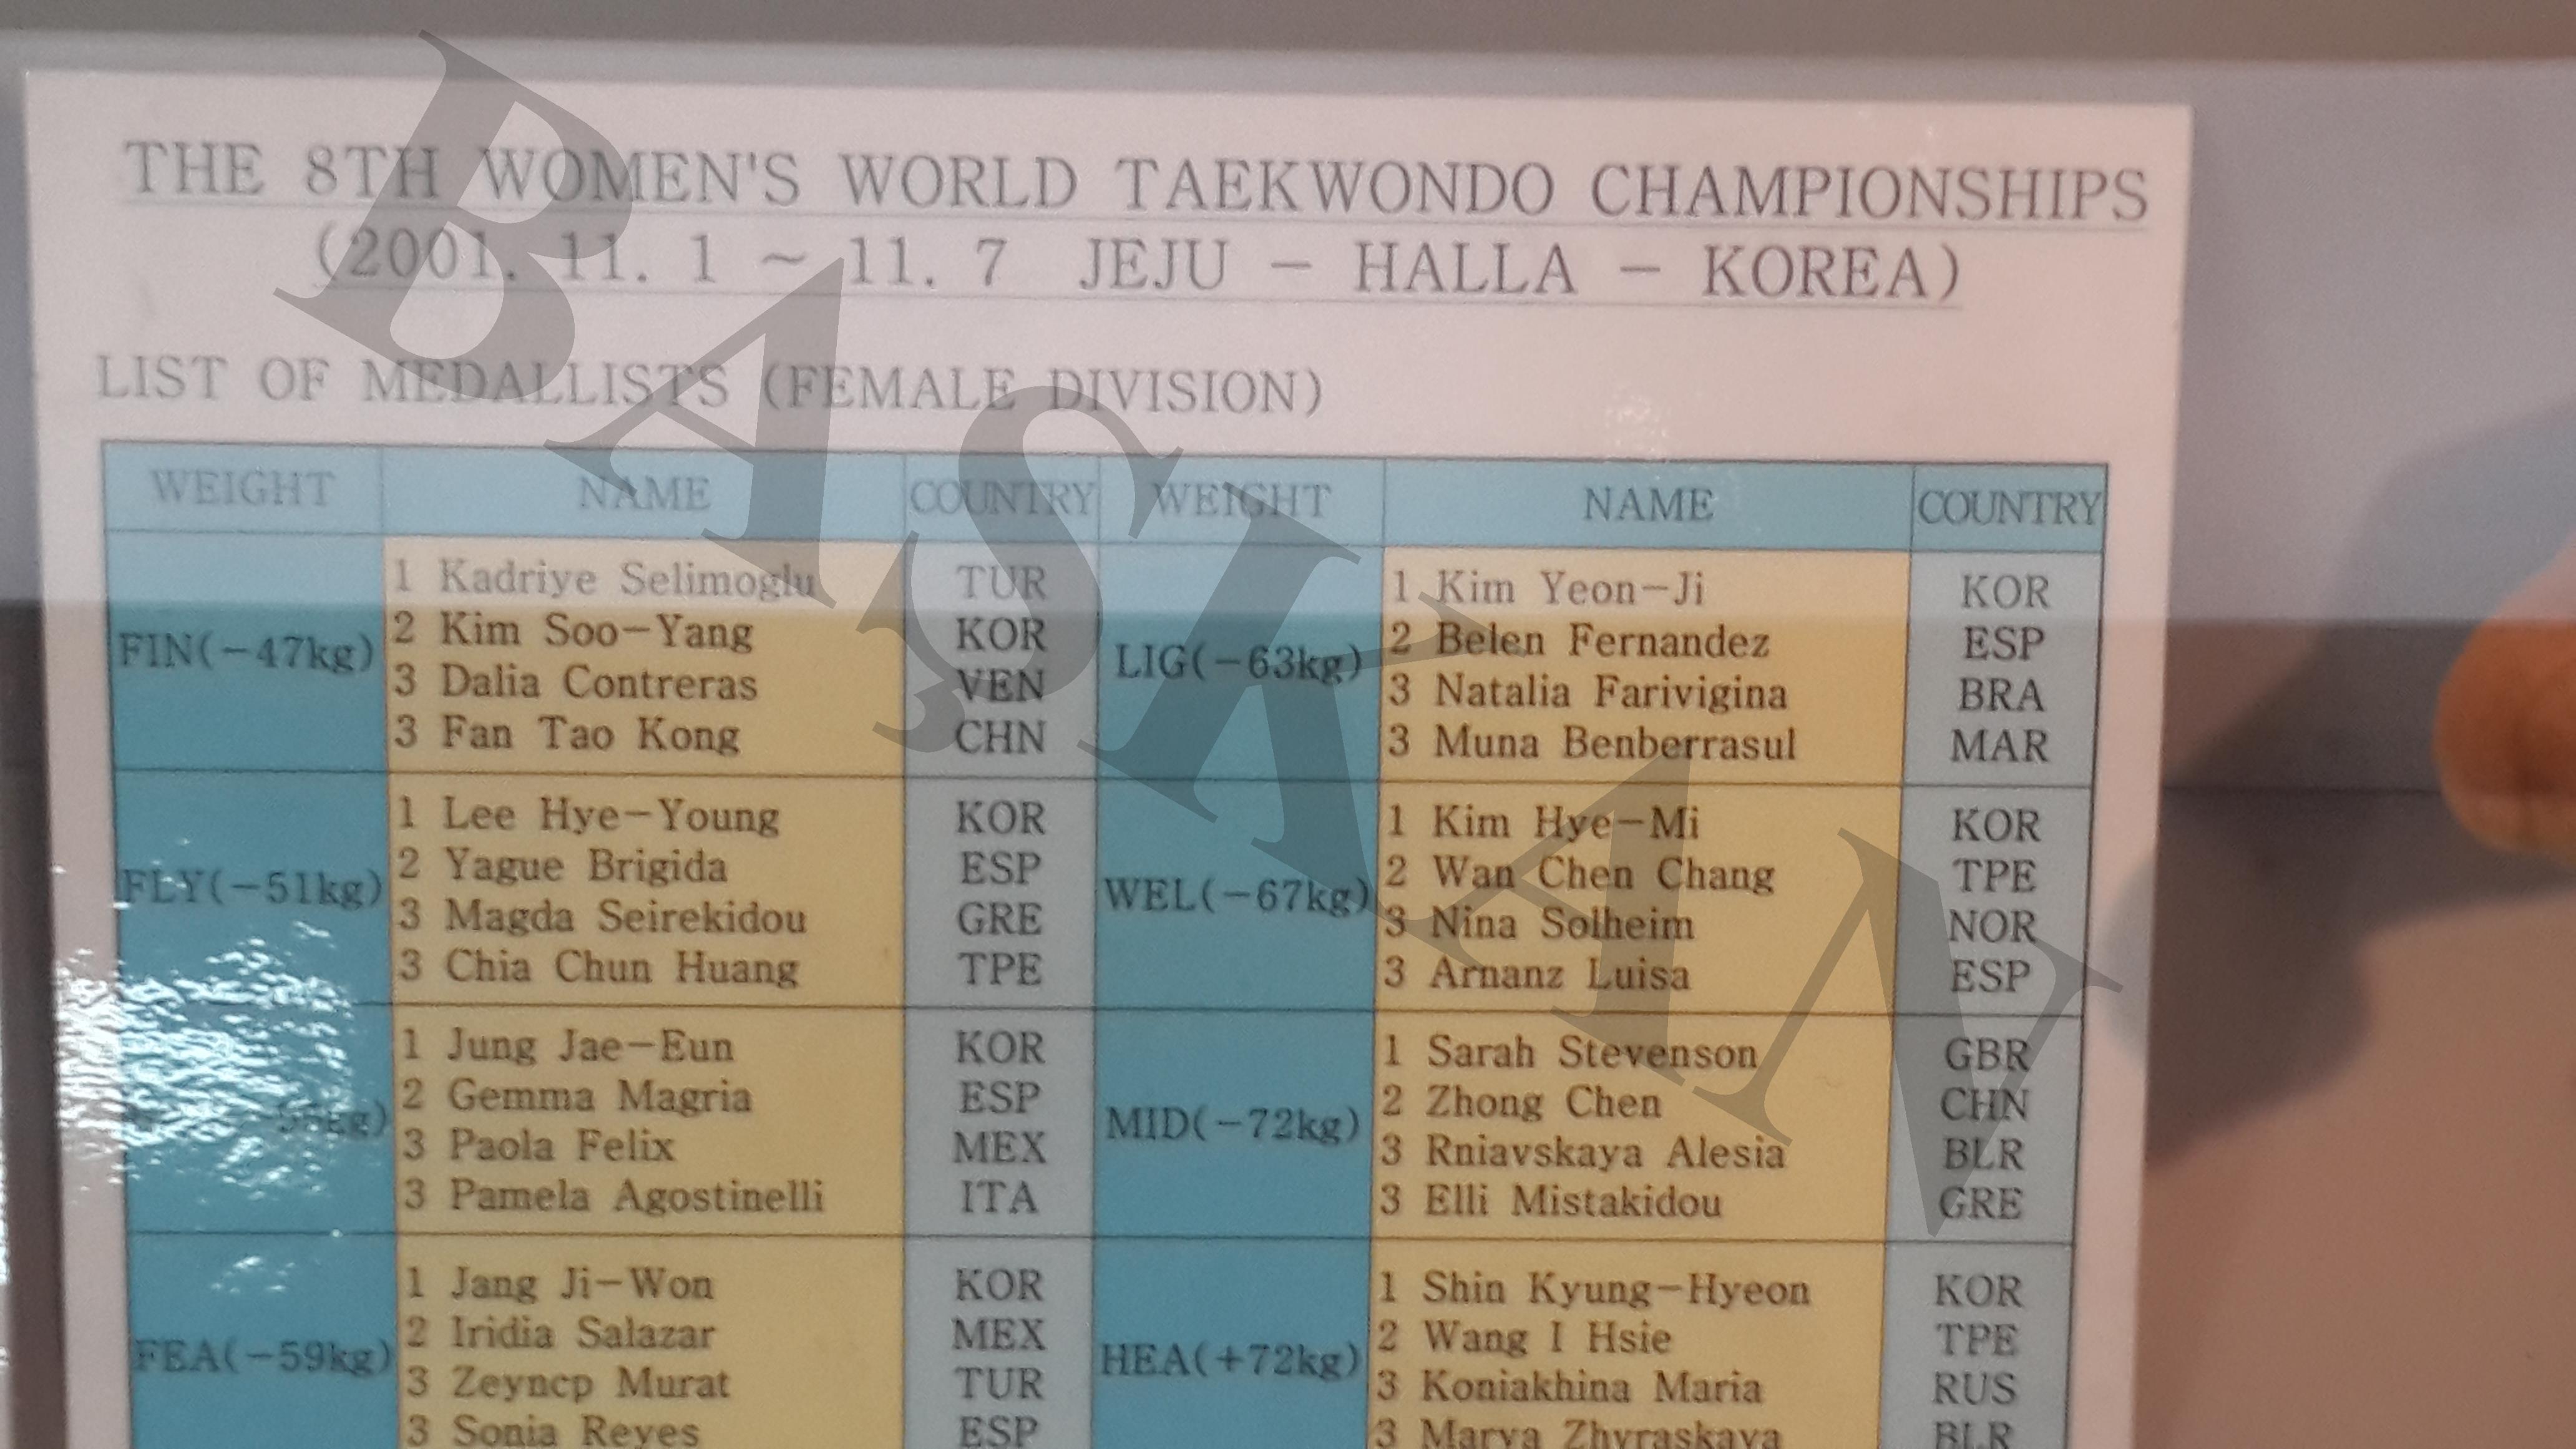 THE 8TH WOMEN'S WORLD TAEKWONDO CHAMPIONSHIPS
(2001. 11. 1 ~ 11. 7 JEJU - HALLA - KOREA)
LIST OF MEDALLISTS (FEMALE DIVISION)
WEIGHT NAME COUNTRY WEIGHT NAME COUNTRY
FIN(-47kg)
1 Kadriye Selimoglu TUR
2 Kim Soo-Yang KOR
3 Dalia Contreras VEN
3 Fan Tao Kong CHN
LIG(-63kg)
1 Kim Yeon-Ji KOR
2 Belen Fernandez ESP
3 Natalia Farivigina BRA
3 Muna Benberrasul MAR
FLY(-51kg)
1 Lee Hye-Young KOR
2 Yague Brigida ESP
3 Magda Seirekidou GRE
3 Chia Chun Huang TPE
WEL(-67kg)
1 Kim Hye-Mi KOR
2 Wan Chen Chang TPE
3 Nina Solheim NOR
3 Arnanz Luisa ESP
1 Jung Jae-Eun KOR
2 Gemma Magria ESP
3 Paola Felix MEX
3 Pamela Agostinelli ITA
MID(-72kg)
1 Sarah Stevenson GBR
2 Zhong Chen CHN
3 Rniavskaya Alesia BLR
3 Elli Mistakidou GRE
FEA(-59kg)
1 Jang Ji-Won KOR
2 Iridia Salazar MEX
3 Zeyncp Murat TUR
3 Sonia Reyes ESP
HEA(+72kg)
1 Shin Kyung-Hyeon KOR
2 Wang I Hsie TPE
3 Koniakhina Maria RUS
3 Marya Zhyraskaya BLR
BAŞKAN